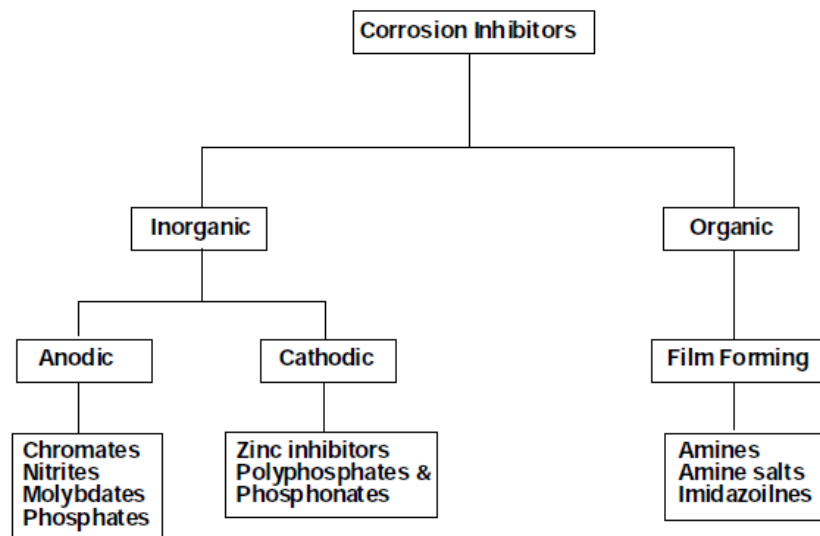 Corrosion Inhibitors
Inorganic
Organic
Anodic
Cathodic
Film Forming
Chromates
Nitrites
Molybdates
Phosphates
Zinc inhibitors
Polyphosphates &
Phosphonates
Amines
Amine salts
Imidazoilnes